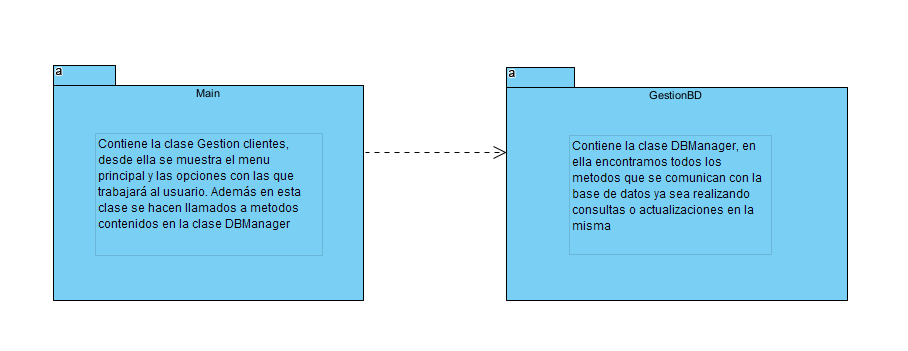 a
Main
Contiene la clase Gestion clientes,
desde ella se muestra el menu
principal y las opciones con las que
trabajará al usuario. Además en esta
clase se hacen llamados a metodos
contenidos en la clase DBManager
a
GestionBD
Contiene la clase DBManager, en
ella encontramos todos los
metodos que se comunican con la
base de datos ya sea realizando
consultas o actualizaciones en la
misma